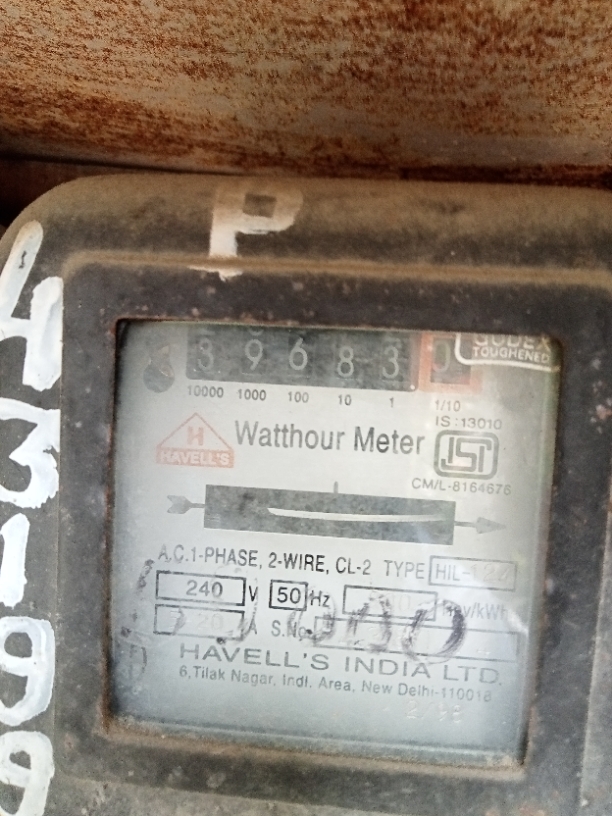 P
43199
GODEX
TOUGHENED
3 9 6 8 3
10000 1000 100 10 1 1/10
IS:13010
H
HAVELL'S
Watthour Meter
ISI
CM/L-8164676
A.C.1-PHASE, 2-WIRE, CL-2 TYPE HIL-
240 V 50 Hz Rev/kWh
A S.No.
HAVELL'S INDIA LTD.
6,Tilak Nagar, Indl. Area, New Delhi-110018